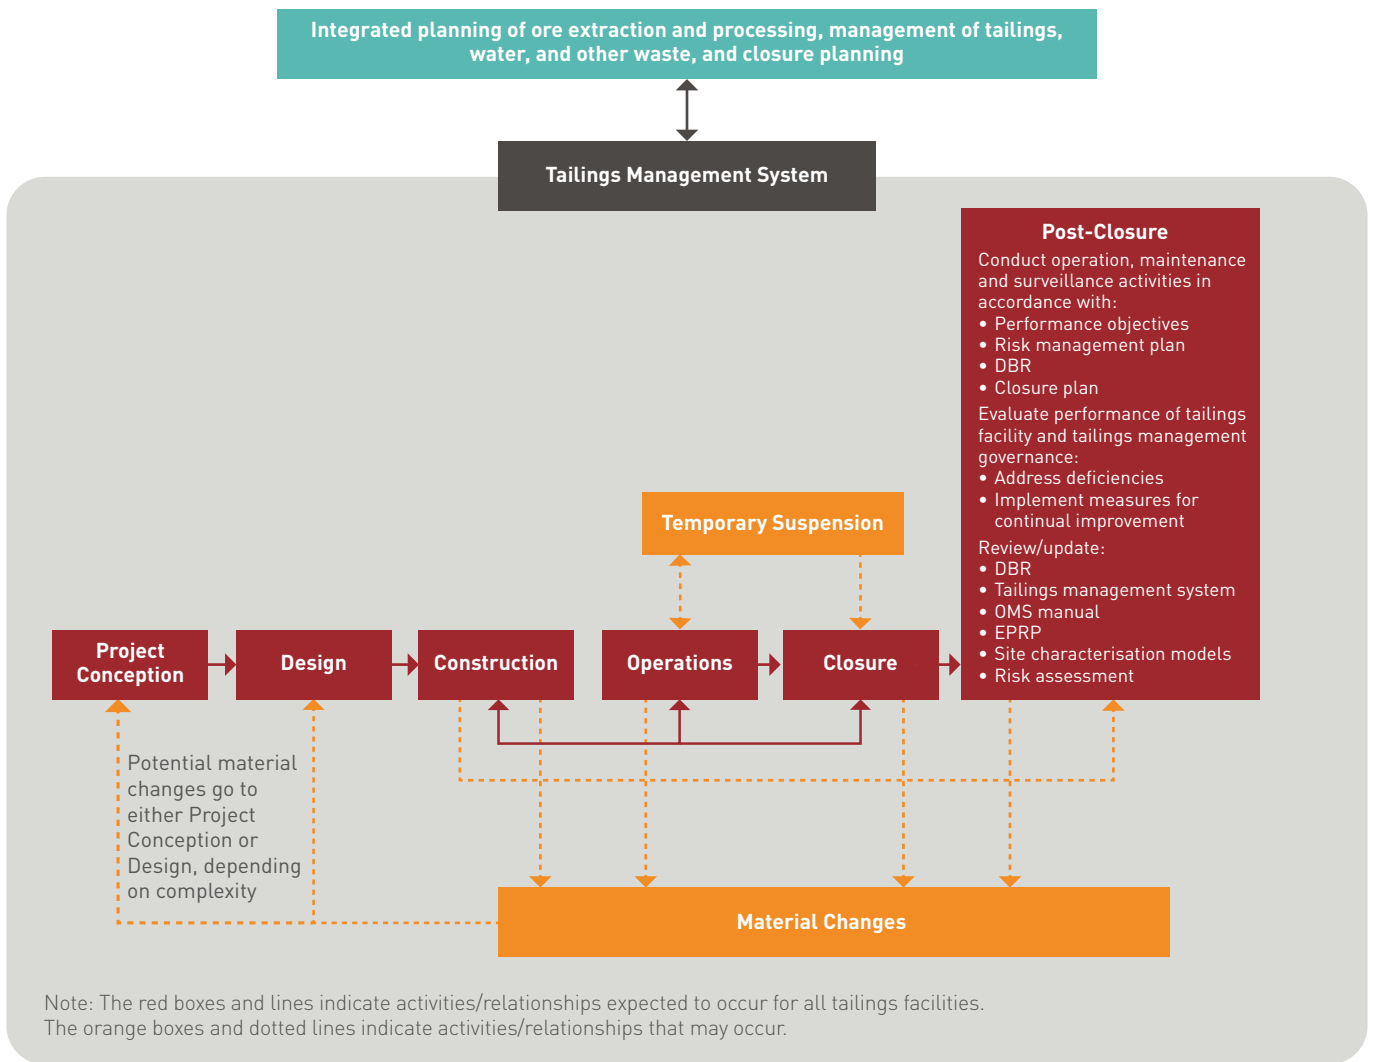 Integrated planning of ore extraction and processing, management of tailings,
water, and other waste, and closure planning
Tailings Management System
Post-Closure
Conduct operation, maintenance
and surveillance activities in
accordance with:
• Performance objectives
• Risk management plan
• DBR
• Closure plan
Evaluate performance of tailings
facility and tailings management
governance:
• Address deficiencies
• Implement measures for
continual improvement
Review/update:
• DBR
• Tailings management system
• OMS manual
• EPRP
• Site characterisation models
• Risk assessment
Temporary Suspension
Project
Conception
Design
Construction
Operations
Closure
Potential material
changes go to
either Project
Conception or
Design, depending
on complexity
Material Changes
Note: The red boxes and lines indicate activities/relationships expected to occur for all tailings facilities.
The orange boxes and dotted lines indicate activities/relationships that may occur.